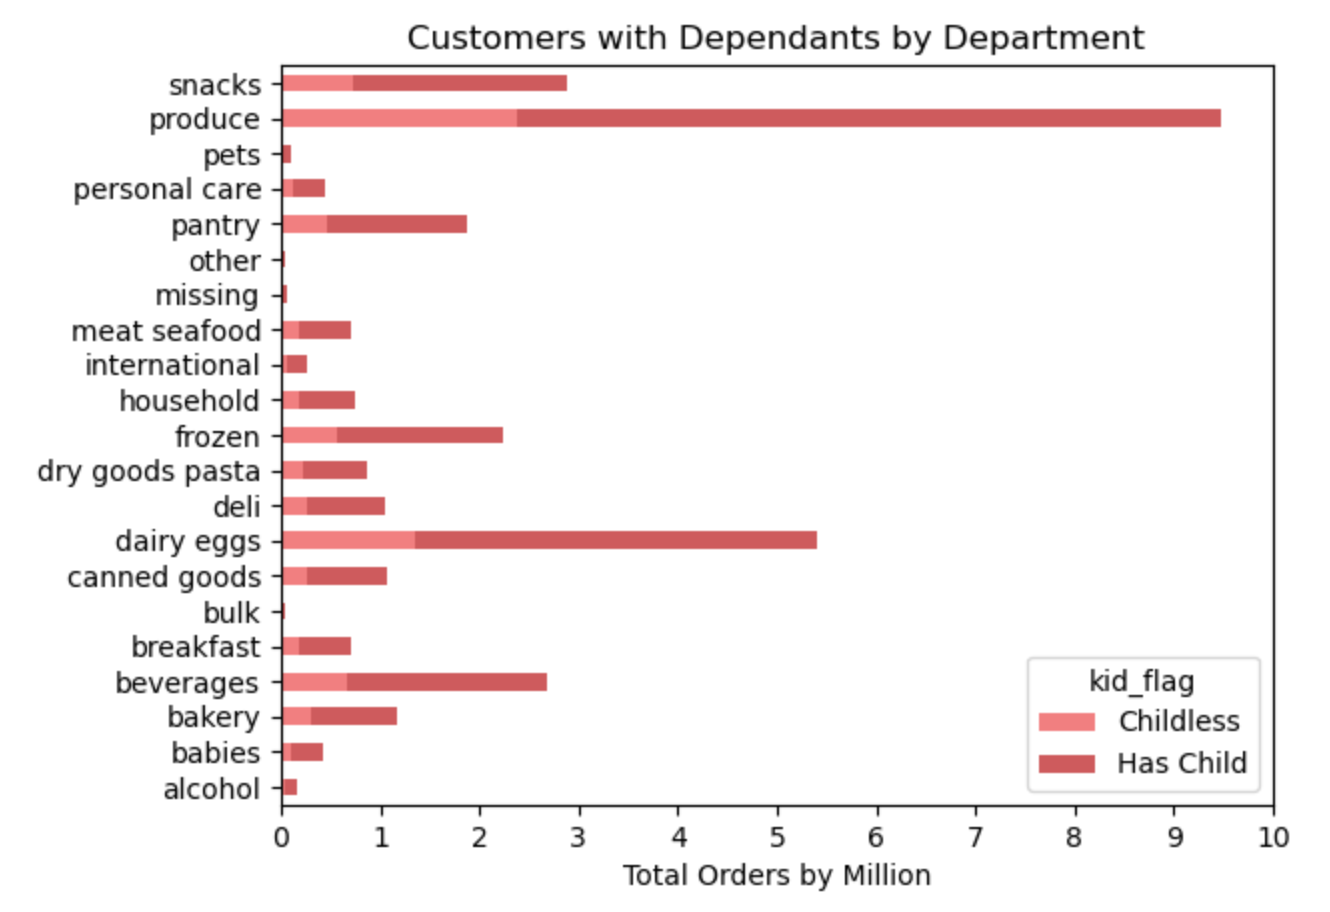 Customers with Dependants by Department
snacks
produce
pets
personal care
pantry
other
missing
meat seafood
international
household
frozen
dry goods pasta
deli
dairy eggs
canned goods
bulk
breakfast
beverages
bakery
babies
alcohol
kid_flag
Childless
Has Child
0 1 2 3 4 5 6 7 8 9 10
Total Orders by Million